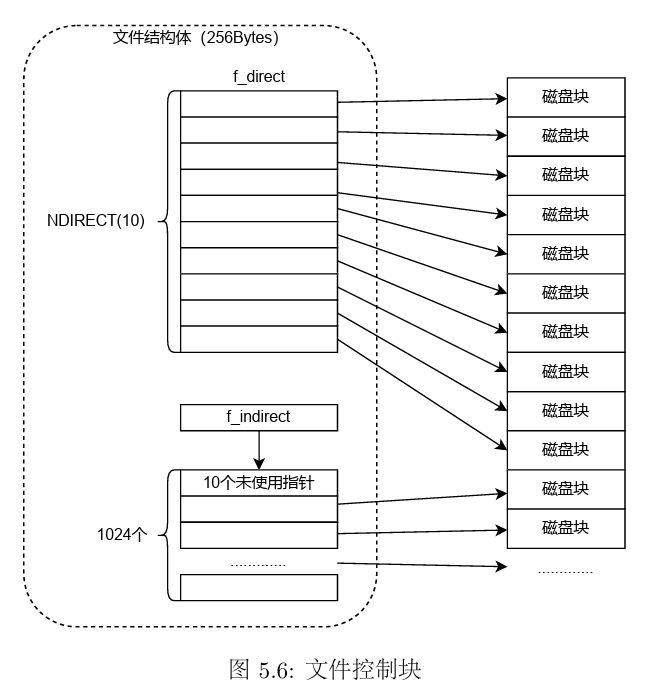 文件结构体（256Bytes）
f_direct
NDIRECT(10)
磁盘块
磁盘块
磁盘块
磁盘块
磁盘块
磁盘块
磁盘块
磁盘块
磁盘块
磁盘块
磁盘块
磁盘块
.............
f_indirect
10个未使用指针
1024个
.............
图 5.6: 文件控制块